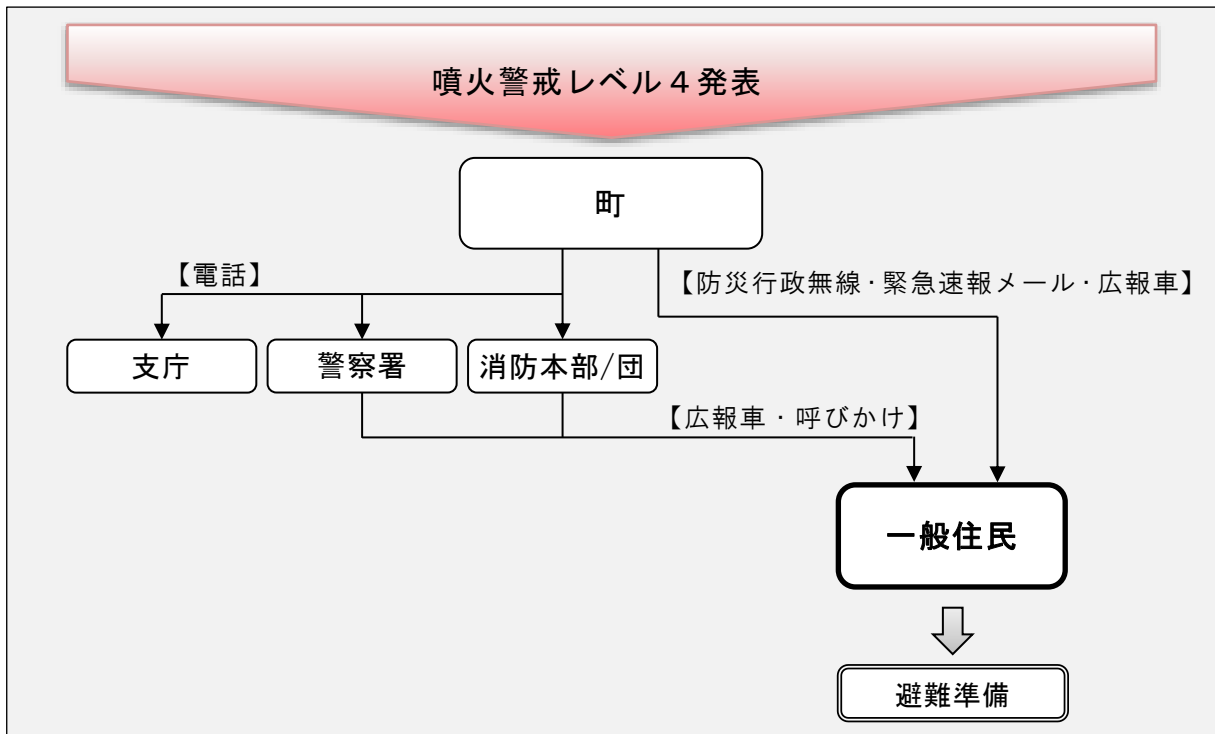 噴火警戒レベル４発表
町
【電話】
【防災行政無線・緊急速報メール・広報車】
支庁
警察署
消防本部/団
【広報車・呼びかけ】
一般住民
避難準備